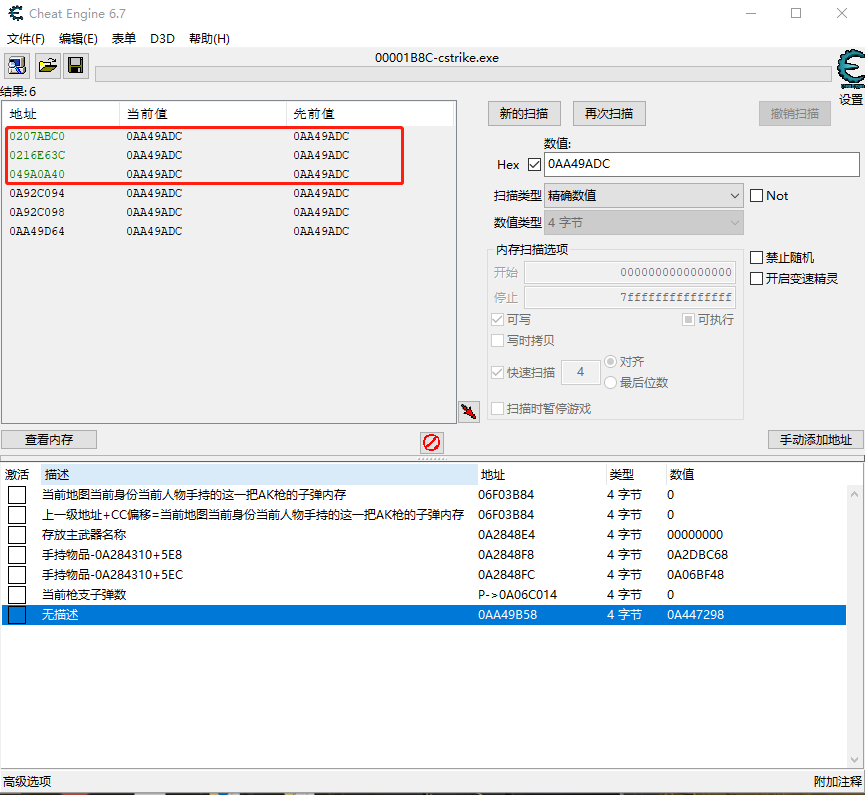 Cheat Engine 6.7
文件(F) 编辑(E) 表单 D3D 帮助(H)
00001B8C-cstrike.exe
设置
结果: 6
地址 当前值 先前值
0207ABC0 0AA49ADC 0AA49ADC
0216E63C 0AA49ADC 0AA49ADC
049A0A40 0AA49ADC 0AA49ADC
0A92C094 0AA49ADC 0AA49ADC
0A92C098 0AA49ADC 0AA49ADC
0AA49D64 0AA49ADC 0AA49ADC
新的扫描 再次扫描 撤销扫描
数值:
Hex 0AA49ADC
扫描类型 精确数值 Not
数值类型 4 字节
内存扫描选项
开始 0000000000000000
停止 7fffffffffffffff
可写 可执行
写时拷贝
快速扫描 4 对齐
最后位数
扫描时暂停游戏
禁止随机
开启变速精灵
查看内存 手动添加地址
激活 描述 地址 类型 数值
当前地图当前身份当前人物手持的这一把AK枪的子弹内存 06F03B84 4 字节 0
上一级地址+CC偏移=当前地图当前身份当前人物手持的这一把AK枪的子弹内存 06F03B84 4 字节 0
存放主武器名称 0A2848E4 4 字节 00000000
手持物品-0A284310+5E8 0A2848F8 4 字节 0A2DBC68
手持物品-0A284310+5EC 0A2848FC 4 字节 0A06BF48
当前枪支子弹数 P->0A06C014 4 字节 0
无描述 0AA49B58 4 字节 0A447298
高级选项 附加注释